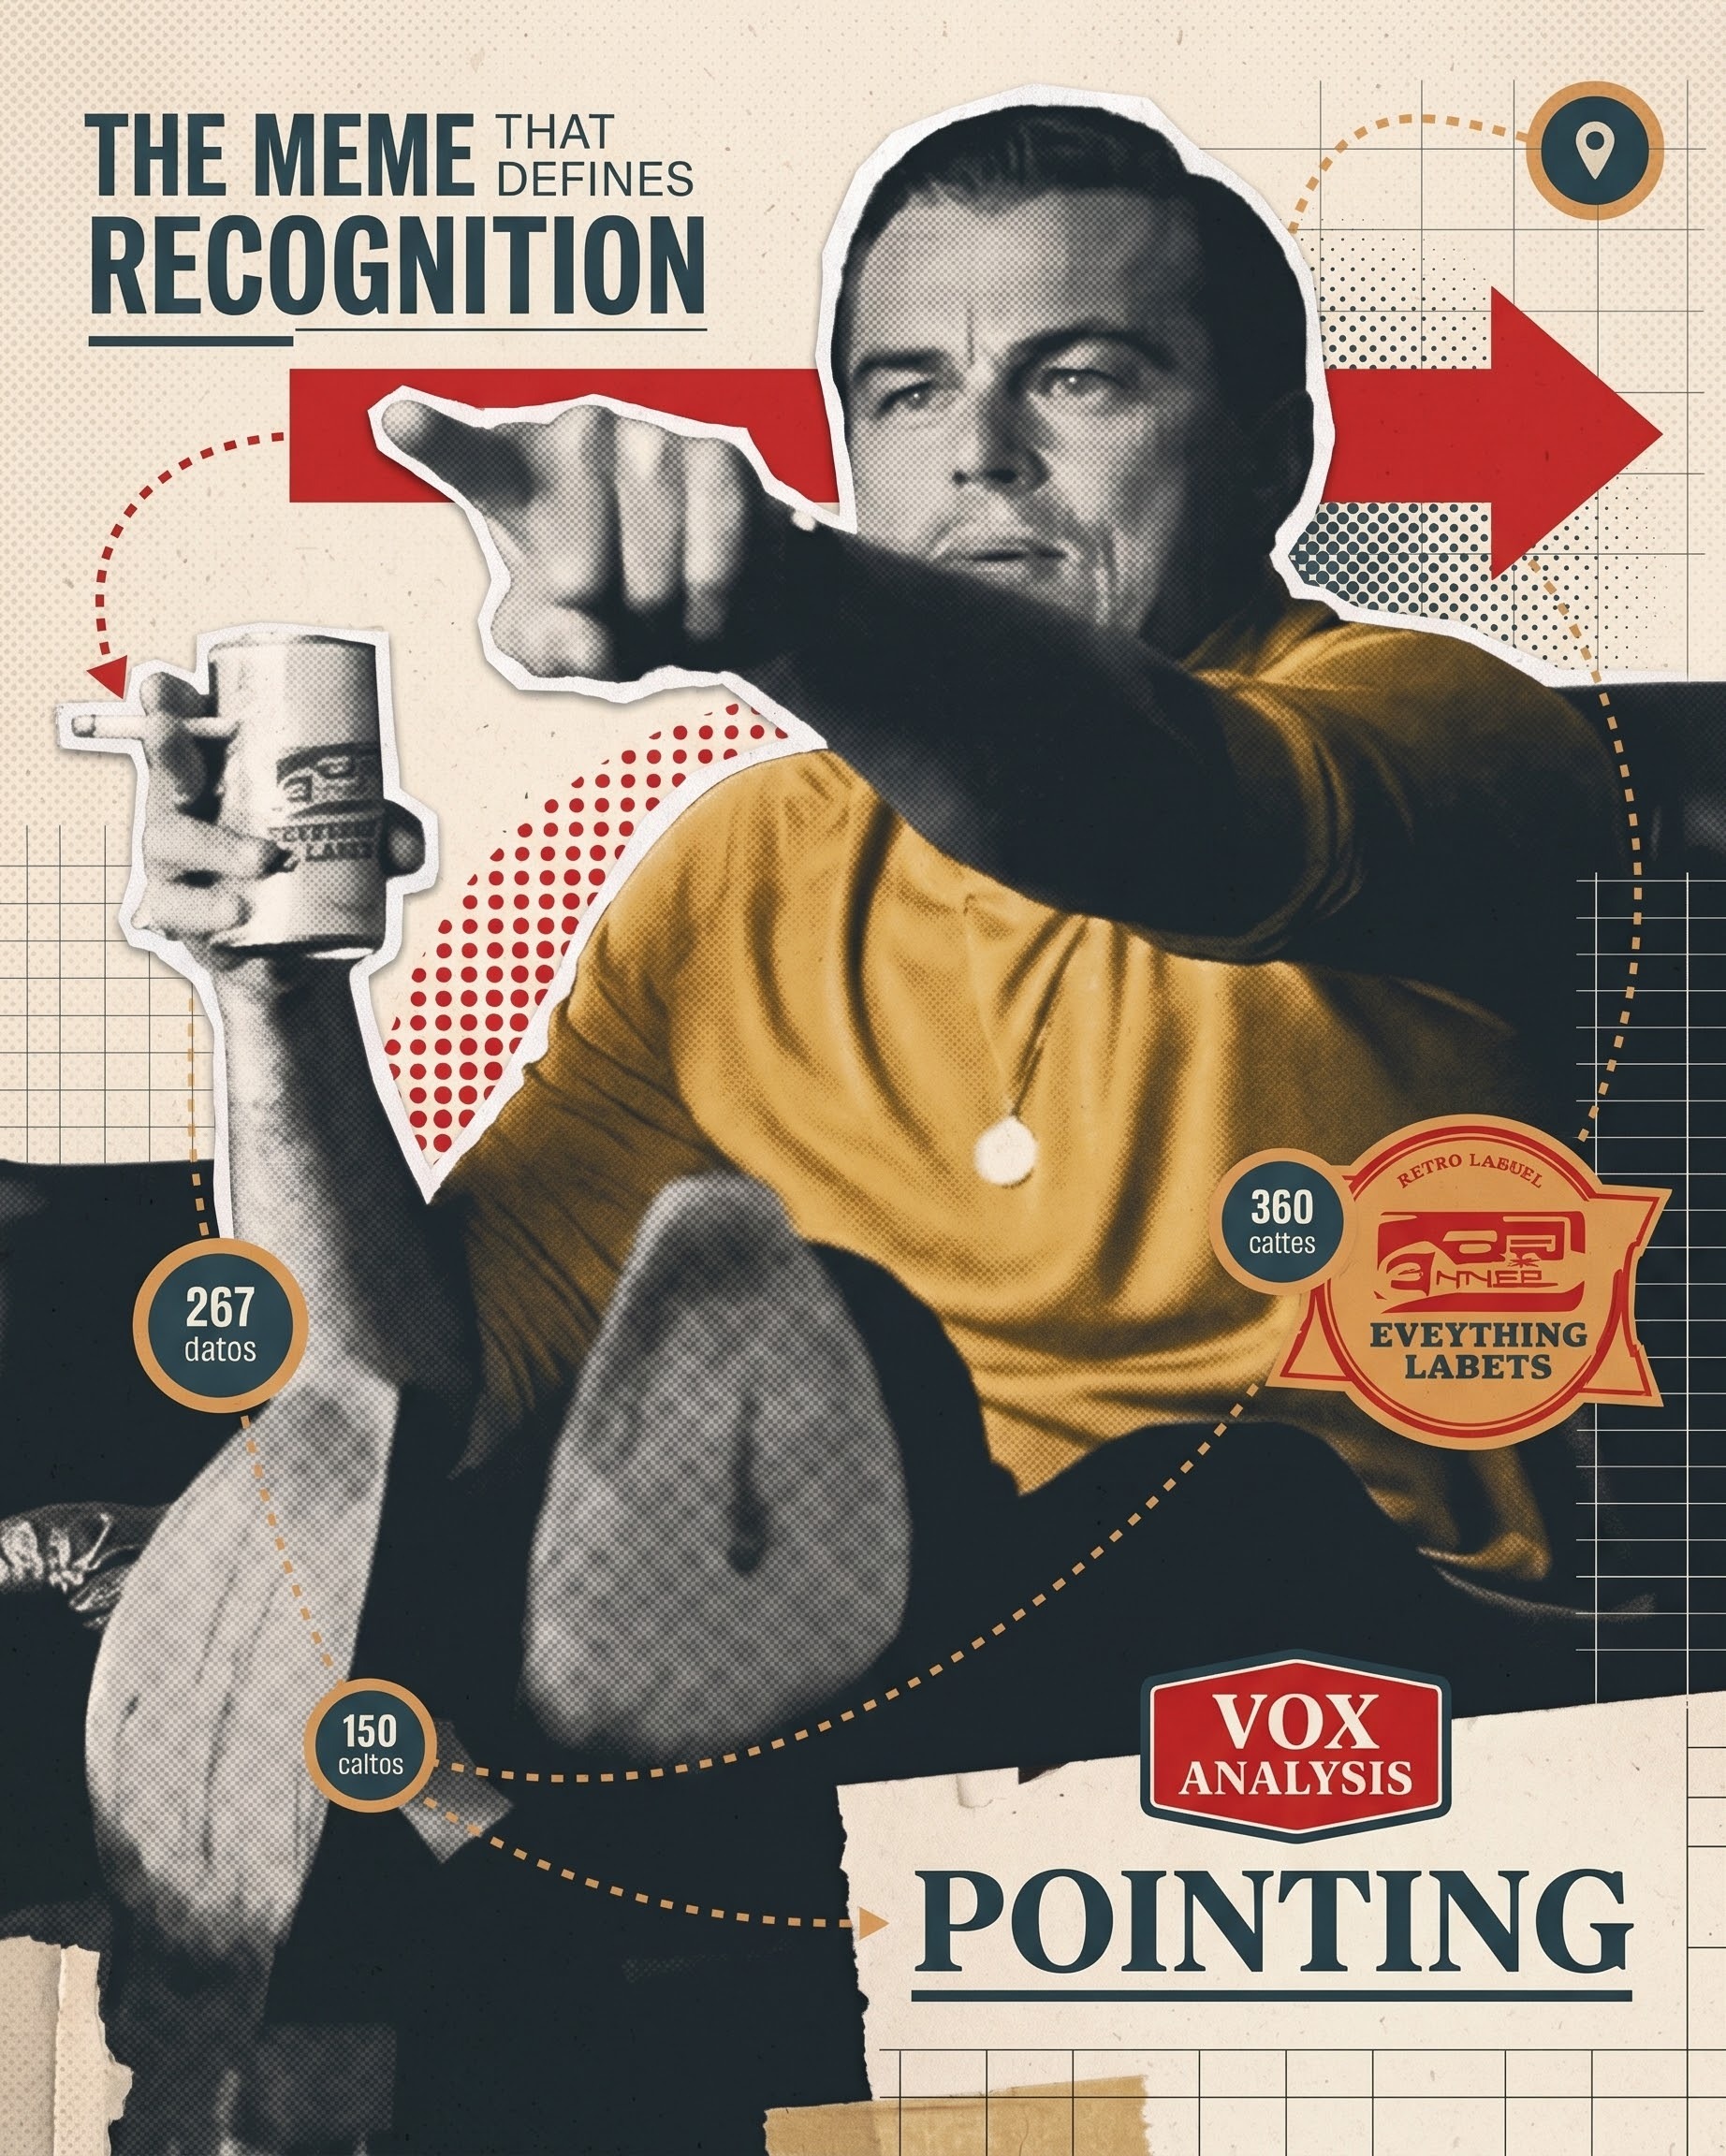 THE MEME THAT
DEFINES
RECOGNITION
360
cattes
RETRO LABUEL
EVEYTHING
LABETS
267
datos
150
caltos
VOX
ANALYSIS
POINTING